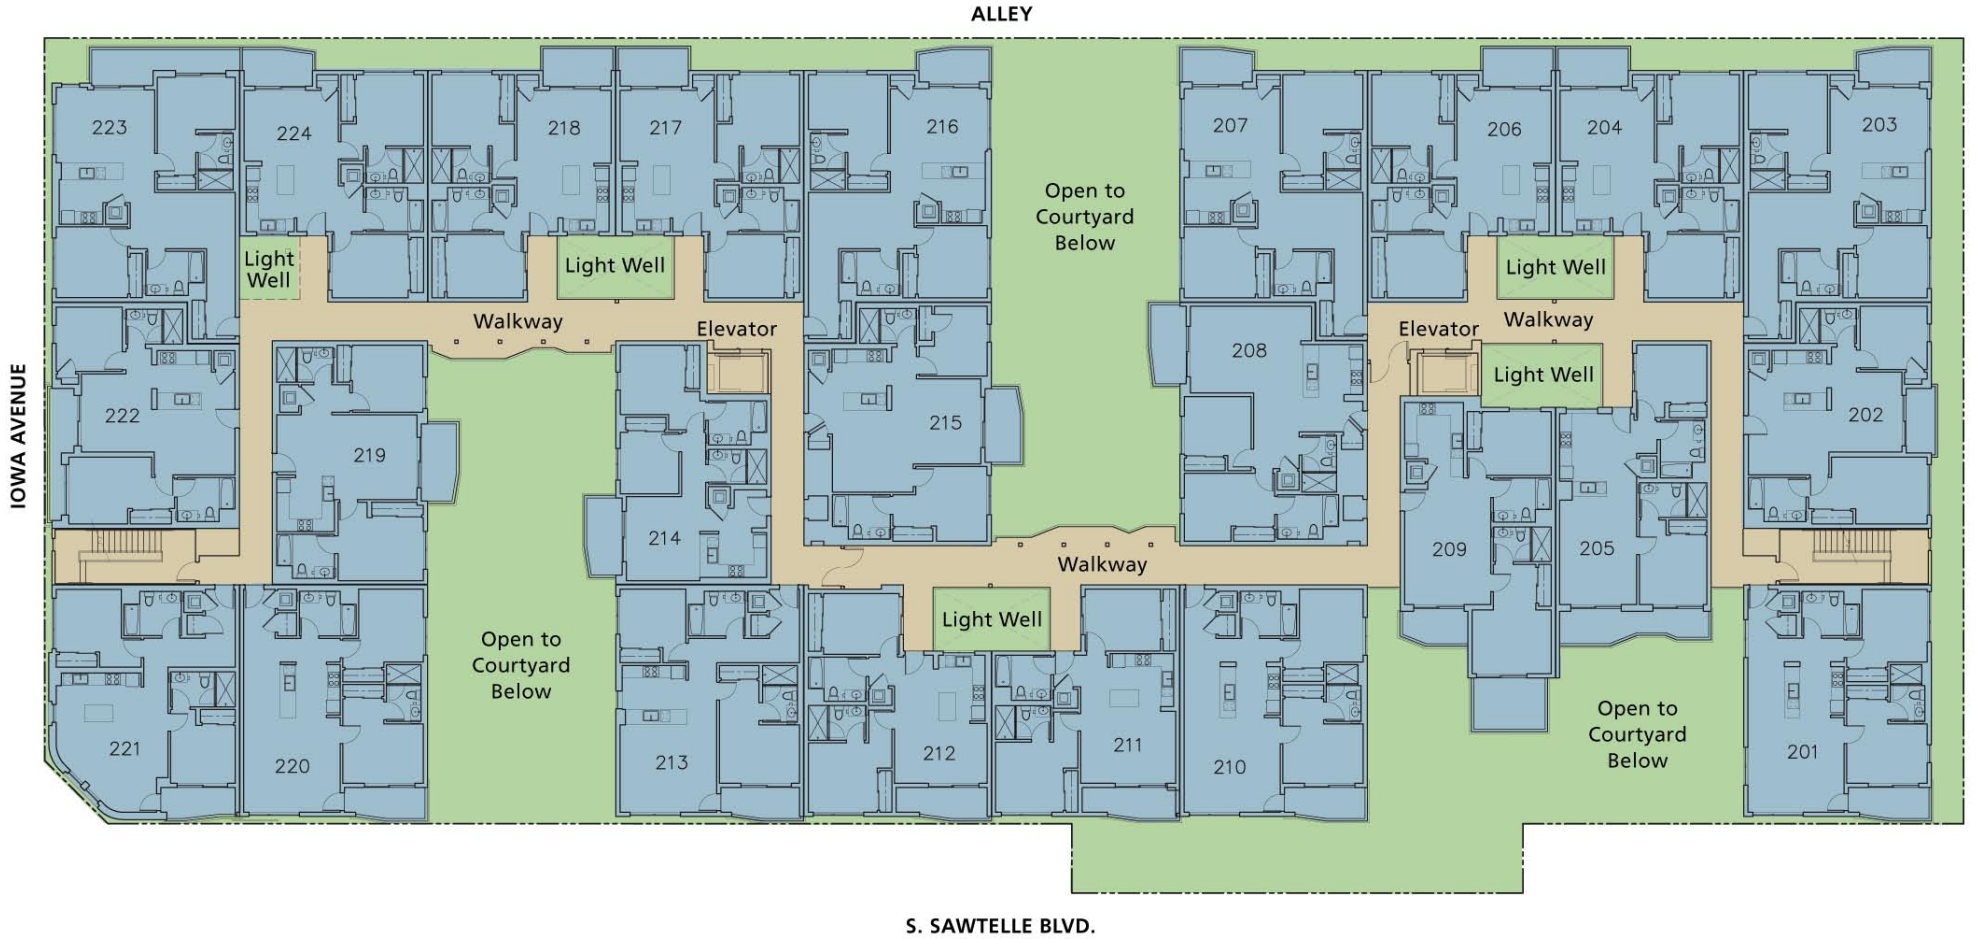 ALLEY
223
224
218
217
216
207
206
204
203
Open to
Courtyard
Below
Light
Well
Light Well
Light Well
Walkway
Elevator
Elevator
Walkway
208
Light Well
222
219
215
202
IOWA AVENUE
214
Walkway
209
205
Light Well
Open to
Courtyard
Below
Open to
Courtyard
Below
221
220
213
212
211
210
201
S. SAWTELLE BLVD.